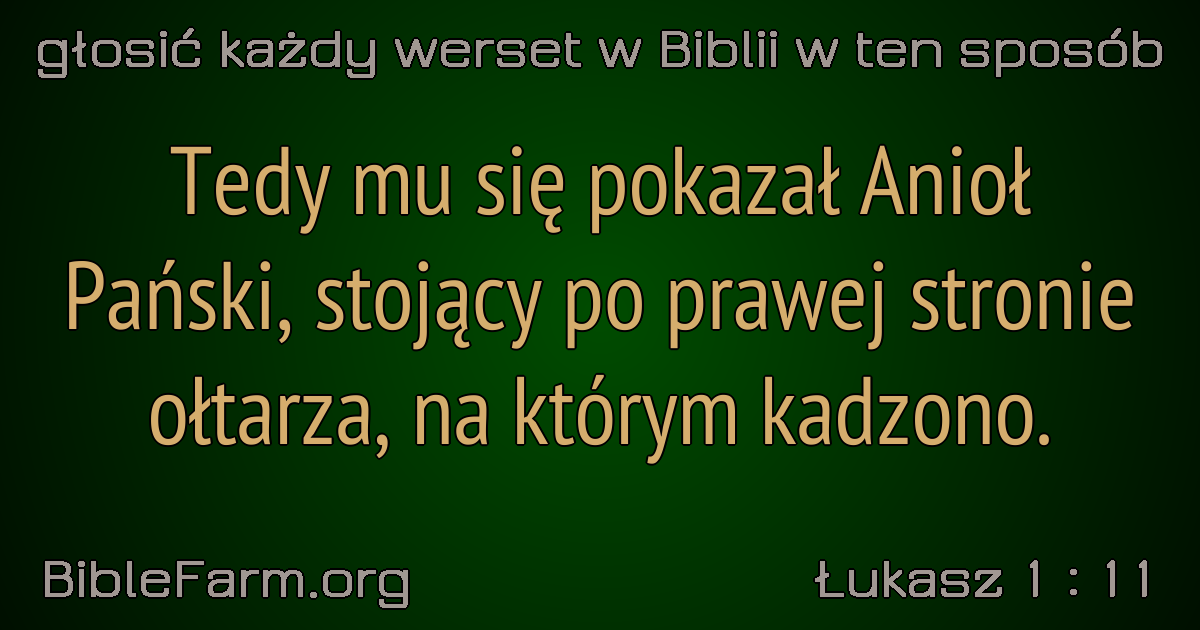 głosić każdy werset w Biblii w ten sposób
Tedy mu się pokazał Anioł
Pański, stojący po prawej stronie
ołtarza, na którym kadzono.
BibleFarm.org
Łukasz 1 : 11